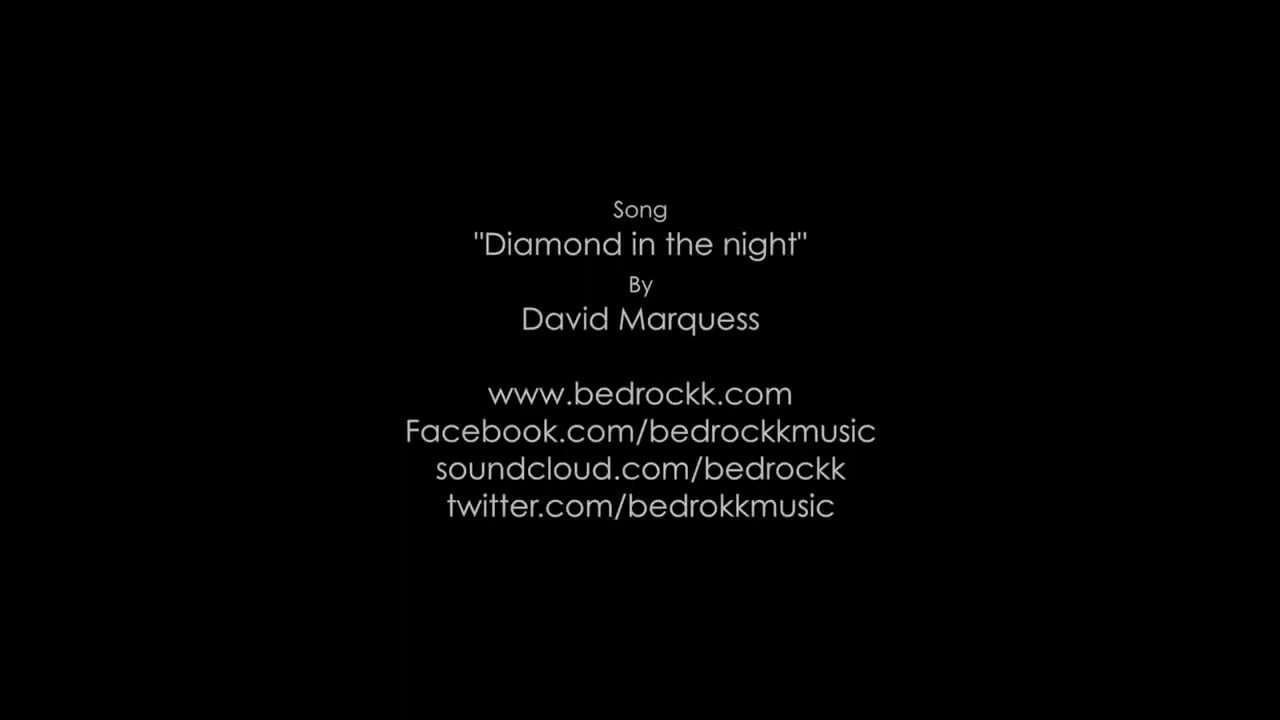 Song
"Diamond in the night"
By
David Marquess
www.bedrockk.com
Facebook.com/bedrockkmusic
soundcloud.com/bedrockk
twitter.com/bedrokkmusic